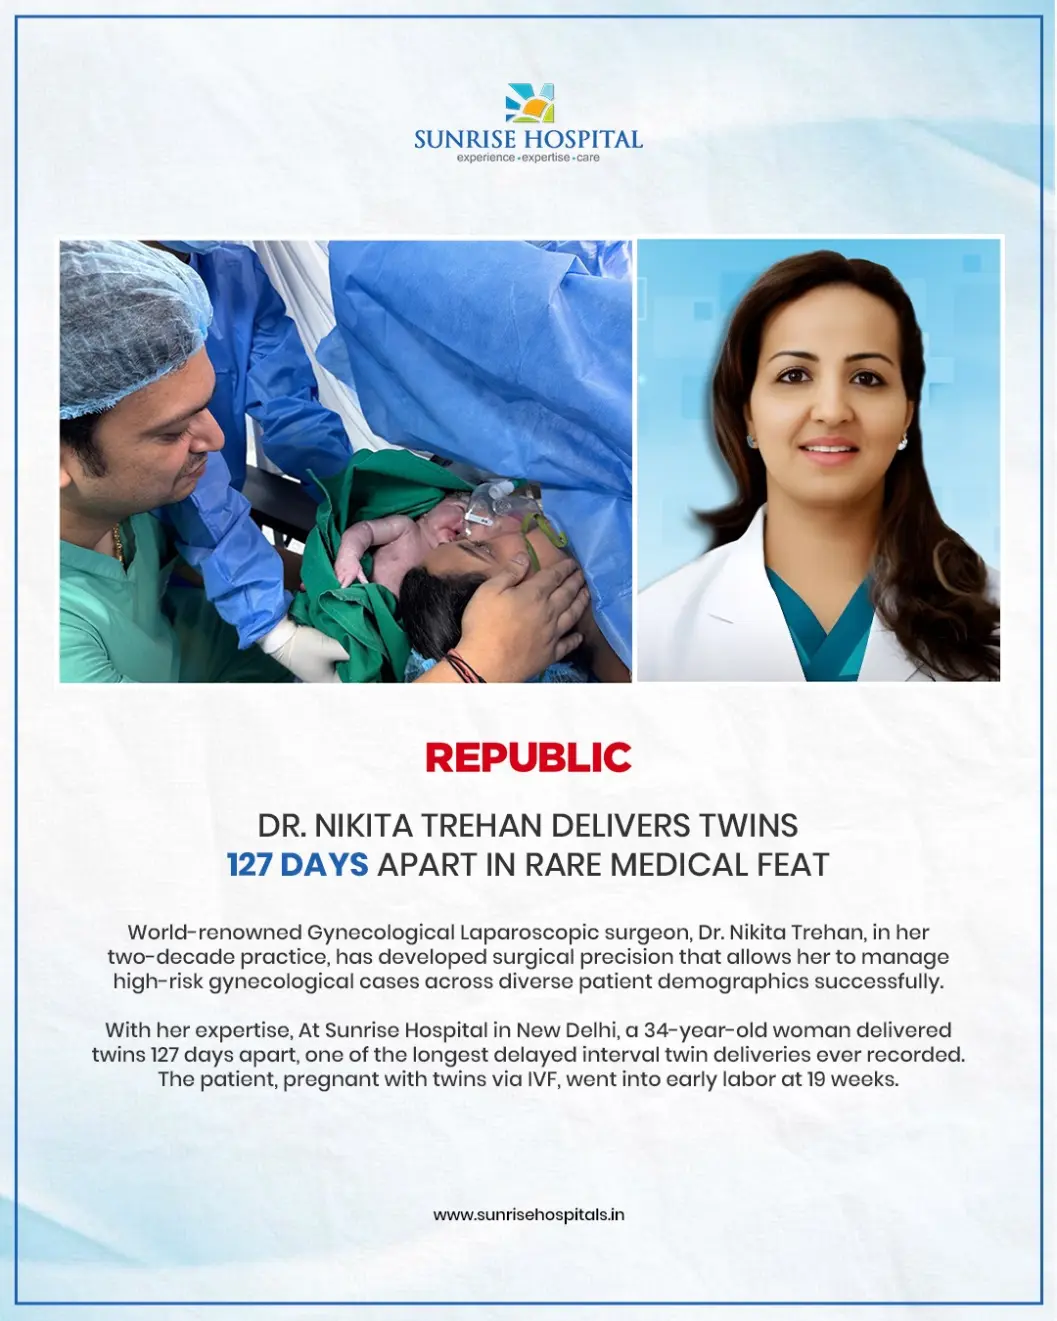 SUNRISE HOSPITAL
experience • expertise • care
REPUBLIC
DR. NIKITA TREHAN DELIVERS TWINS
127 DAYS APART IN RARE MEDICAL FEAT
World-renowned Gynecological Laparoscopic surgeon, Dr. Nikita Trehan, in her
two-decade practice, has developed surgical precision that allows her to manage
high-risk gynecological cases across diverse patient demographics successfully.
With her expertise, At Sunrise Hospital in New Delhi, a 34-year-old woman delivered
twins 127 days apart, one of the longest delayed interval twin deliveries ever recorded.
The patient, pregnant with twins via IVF, went into early labor at 19 weeks.
www.sunrisehospitals.in